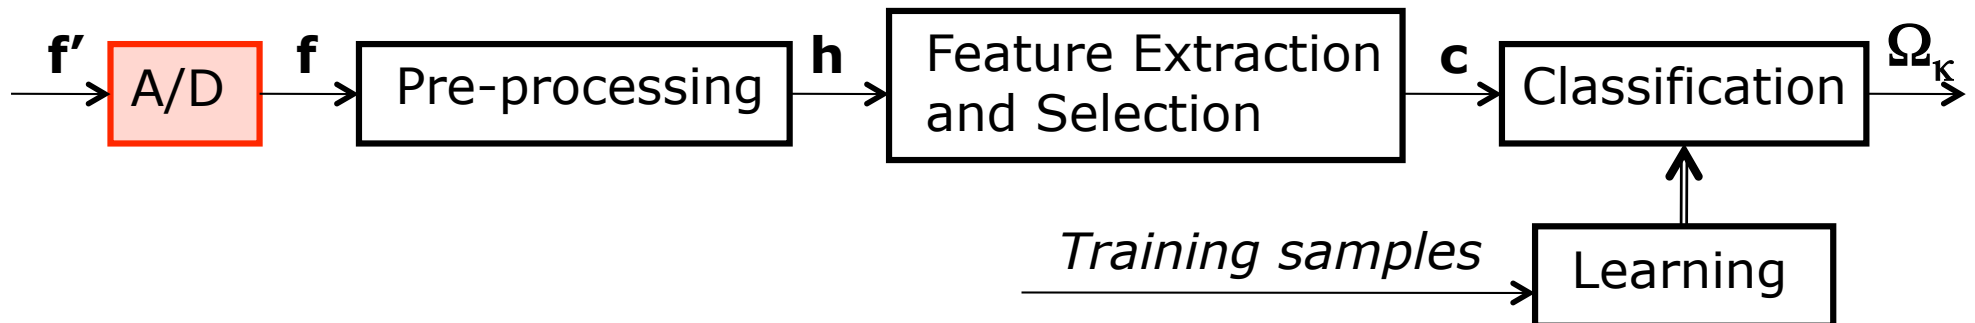 f′
A/D
f
Pre-processing
h
Feature Extraction
and Selection
c
Classification
Ωκ
Training samples
Learning